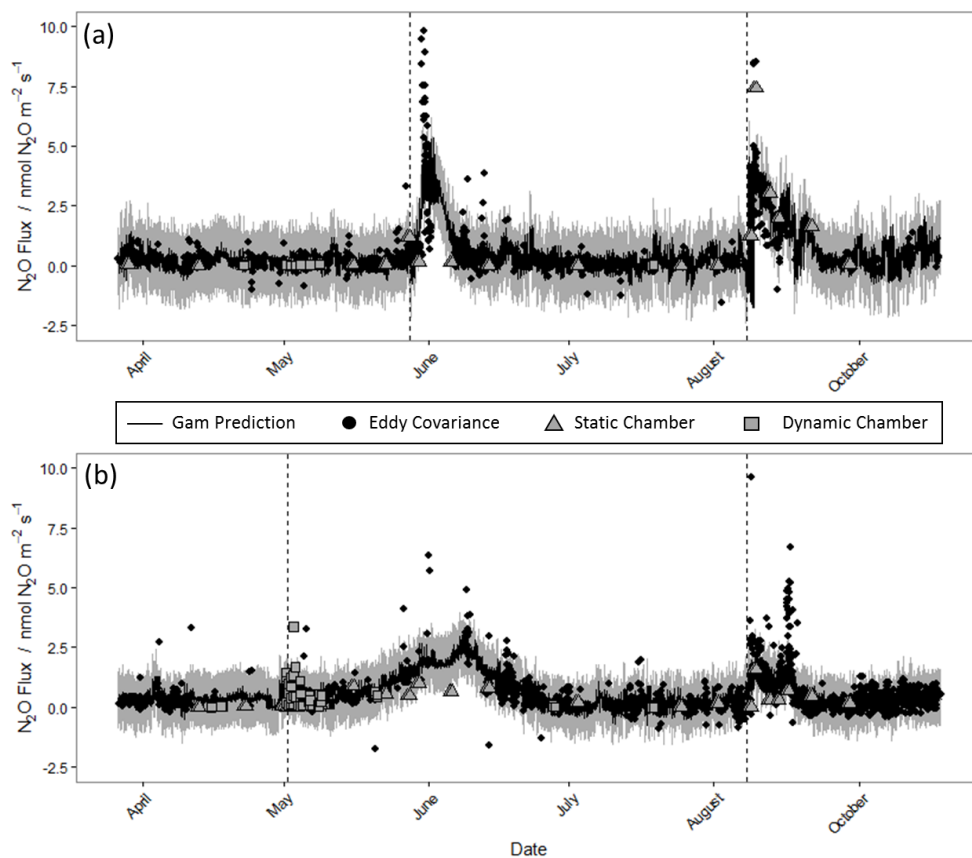 (a)
N₂O Flux / nmol N₂O m⁻² s⁻¹
10.0
7.5
5.0
2.5
0.0
-2.5
April May June July August October
Gam Prediction Eddy Covariance Static Chamber Dynamic Chamber
(b)
N₂O Flux / nmol N₂O m⁻² s⁻¹
10.0
7.5
5.0
2.5
0.0
-2.5
April May June July August October
Date